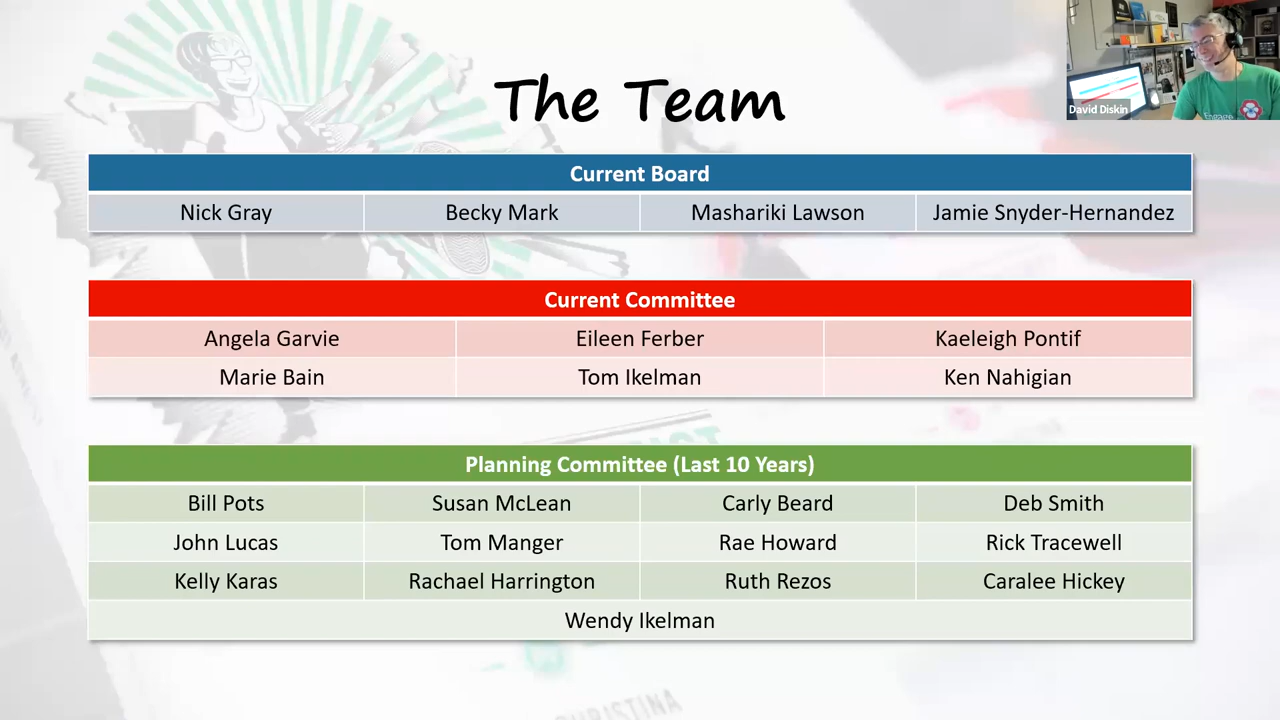 The Team
David Diskin
Current Board
Nick Gray Becky Mark Mashariki Lawson Jamie Snyder-Hernandez
Current Committee
Angela Garvie Eileen Ferber Kaeleigh Pontif
Marie Bain Tom Ikelman Ken Nahigian
Planning Committee (Last 10 Years)
Bill Pots Susan McLean Carly Beard Deb Smith
John Lucas Tom Manger Rae Howard Rick Tracewell
Kelly Karas Rachael Harrington Ruth Rezos Caralee Hickey
Wendy Ikelman
CHRISTINA